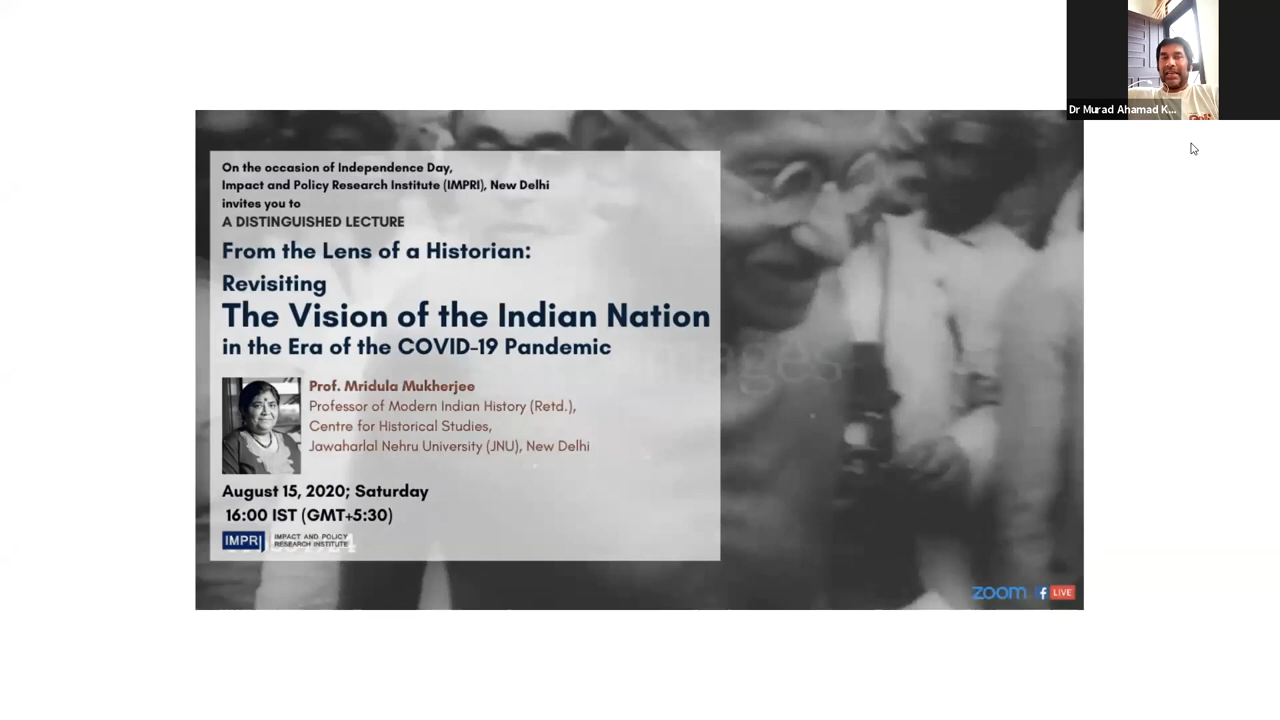 Dr Murad Ahamad K...
On the occasion of Independence Day,
Impact and Policy Research Institute (IMPRI), New Delhi
invites you to
A DISTINGUISHED LECTURE
From the Lens of a Historian:
Revisiting
The Vision of the Indian Nation
in the Era of the COVID-19 Pandemic
Prof. Mridula Mukherjee
Professor of Modern Indian History (Retd.),
Centre for Historical Studies,
Jawaharlal Nehru University (JNU), New Delhi
August 15, 2020; Saturday
16:00 IST (GMT+5:30)
IMPRI
IMPACT AND POLICY
RESEARCH INSTITUTE
zoom
f LIVE